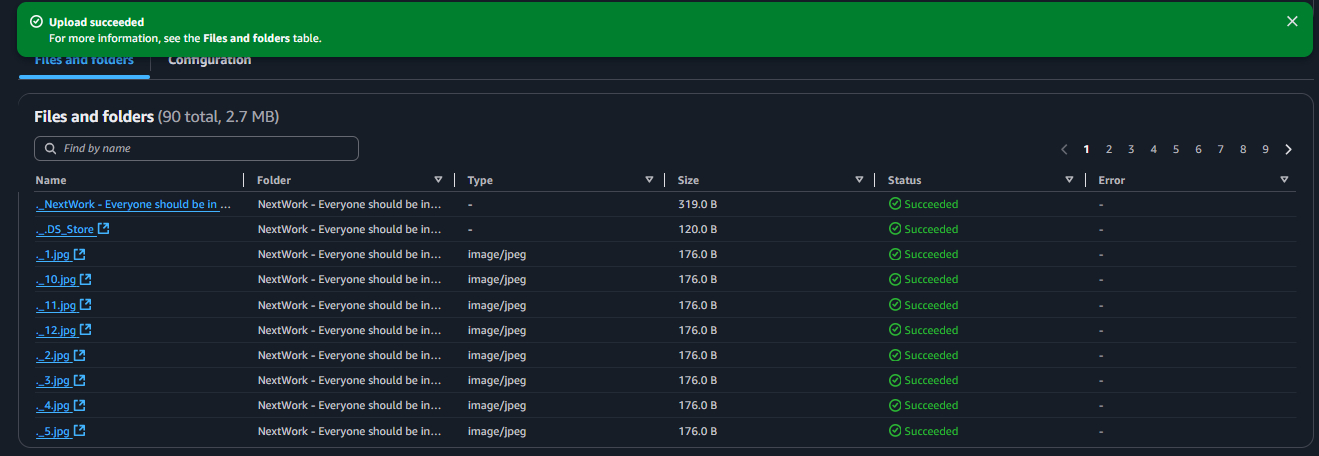 Upload succeeded
For more information, see the Files and folders table.
Files and folders Configuration
Files and folders (90 total, 2.7 MB)
Find by name
1 2 3 4 5 6 7 8 9
Name Folder Type Size Status Error
._NextWork - Everyone should be in ... NextWork - Everyone should be in... - 319.0 B Succeeded -
._.DS_Store NextWork - Everyone should be in... - 120.0 B Succeeded -
._1.jpg NextWork - Everyone should be in... image/jpeg 176.0 B Succeeded -
._10.jpg NextWork - Everyone should be in... image/jpeg 176.0 B Succeeded -
._11.jpg NextWork - Everyone should be in... image/jpeg 176.0 B Succeeded -
._12.jpg NextWork - Everyone should be in... image/jpeg 176.0 B Succeeded -
._2.jpg NextWork - Everyone should be in... image/jpeg 176.0 B Succeeded -
._3.jpg NextWork - Everyone should be in... image/jpeg 176.0 B Succeeded -
._4.jpg NextWork - Everyone should be in... image/jpeg 176.0 B Succeeded -
._5.jpg NextWork - Everyone should be in... image/jpeg 176.0 B Succeeded -